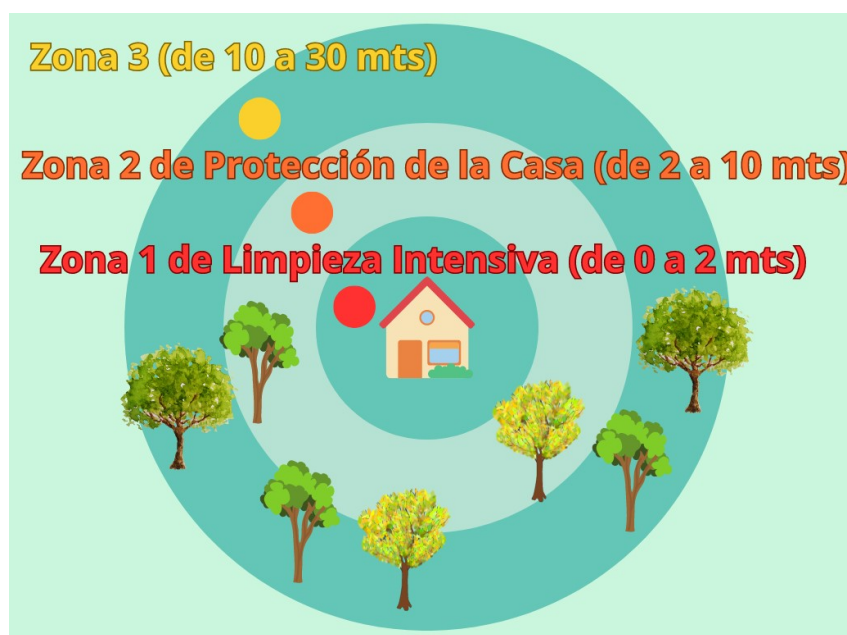 Zona 3 (de 10 a 30 mts)
Zona 2 de Protección de la Casa (de 2 a 10 mts)
Zona 1 de Limpieza Intensiva (de 0 a 2 mts)